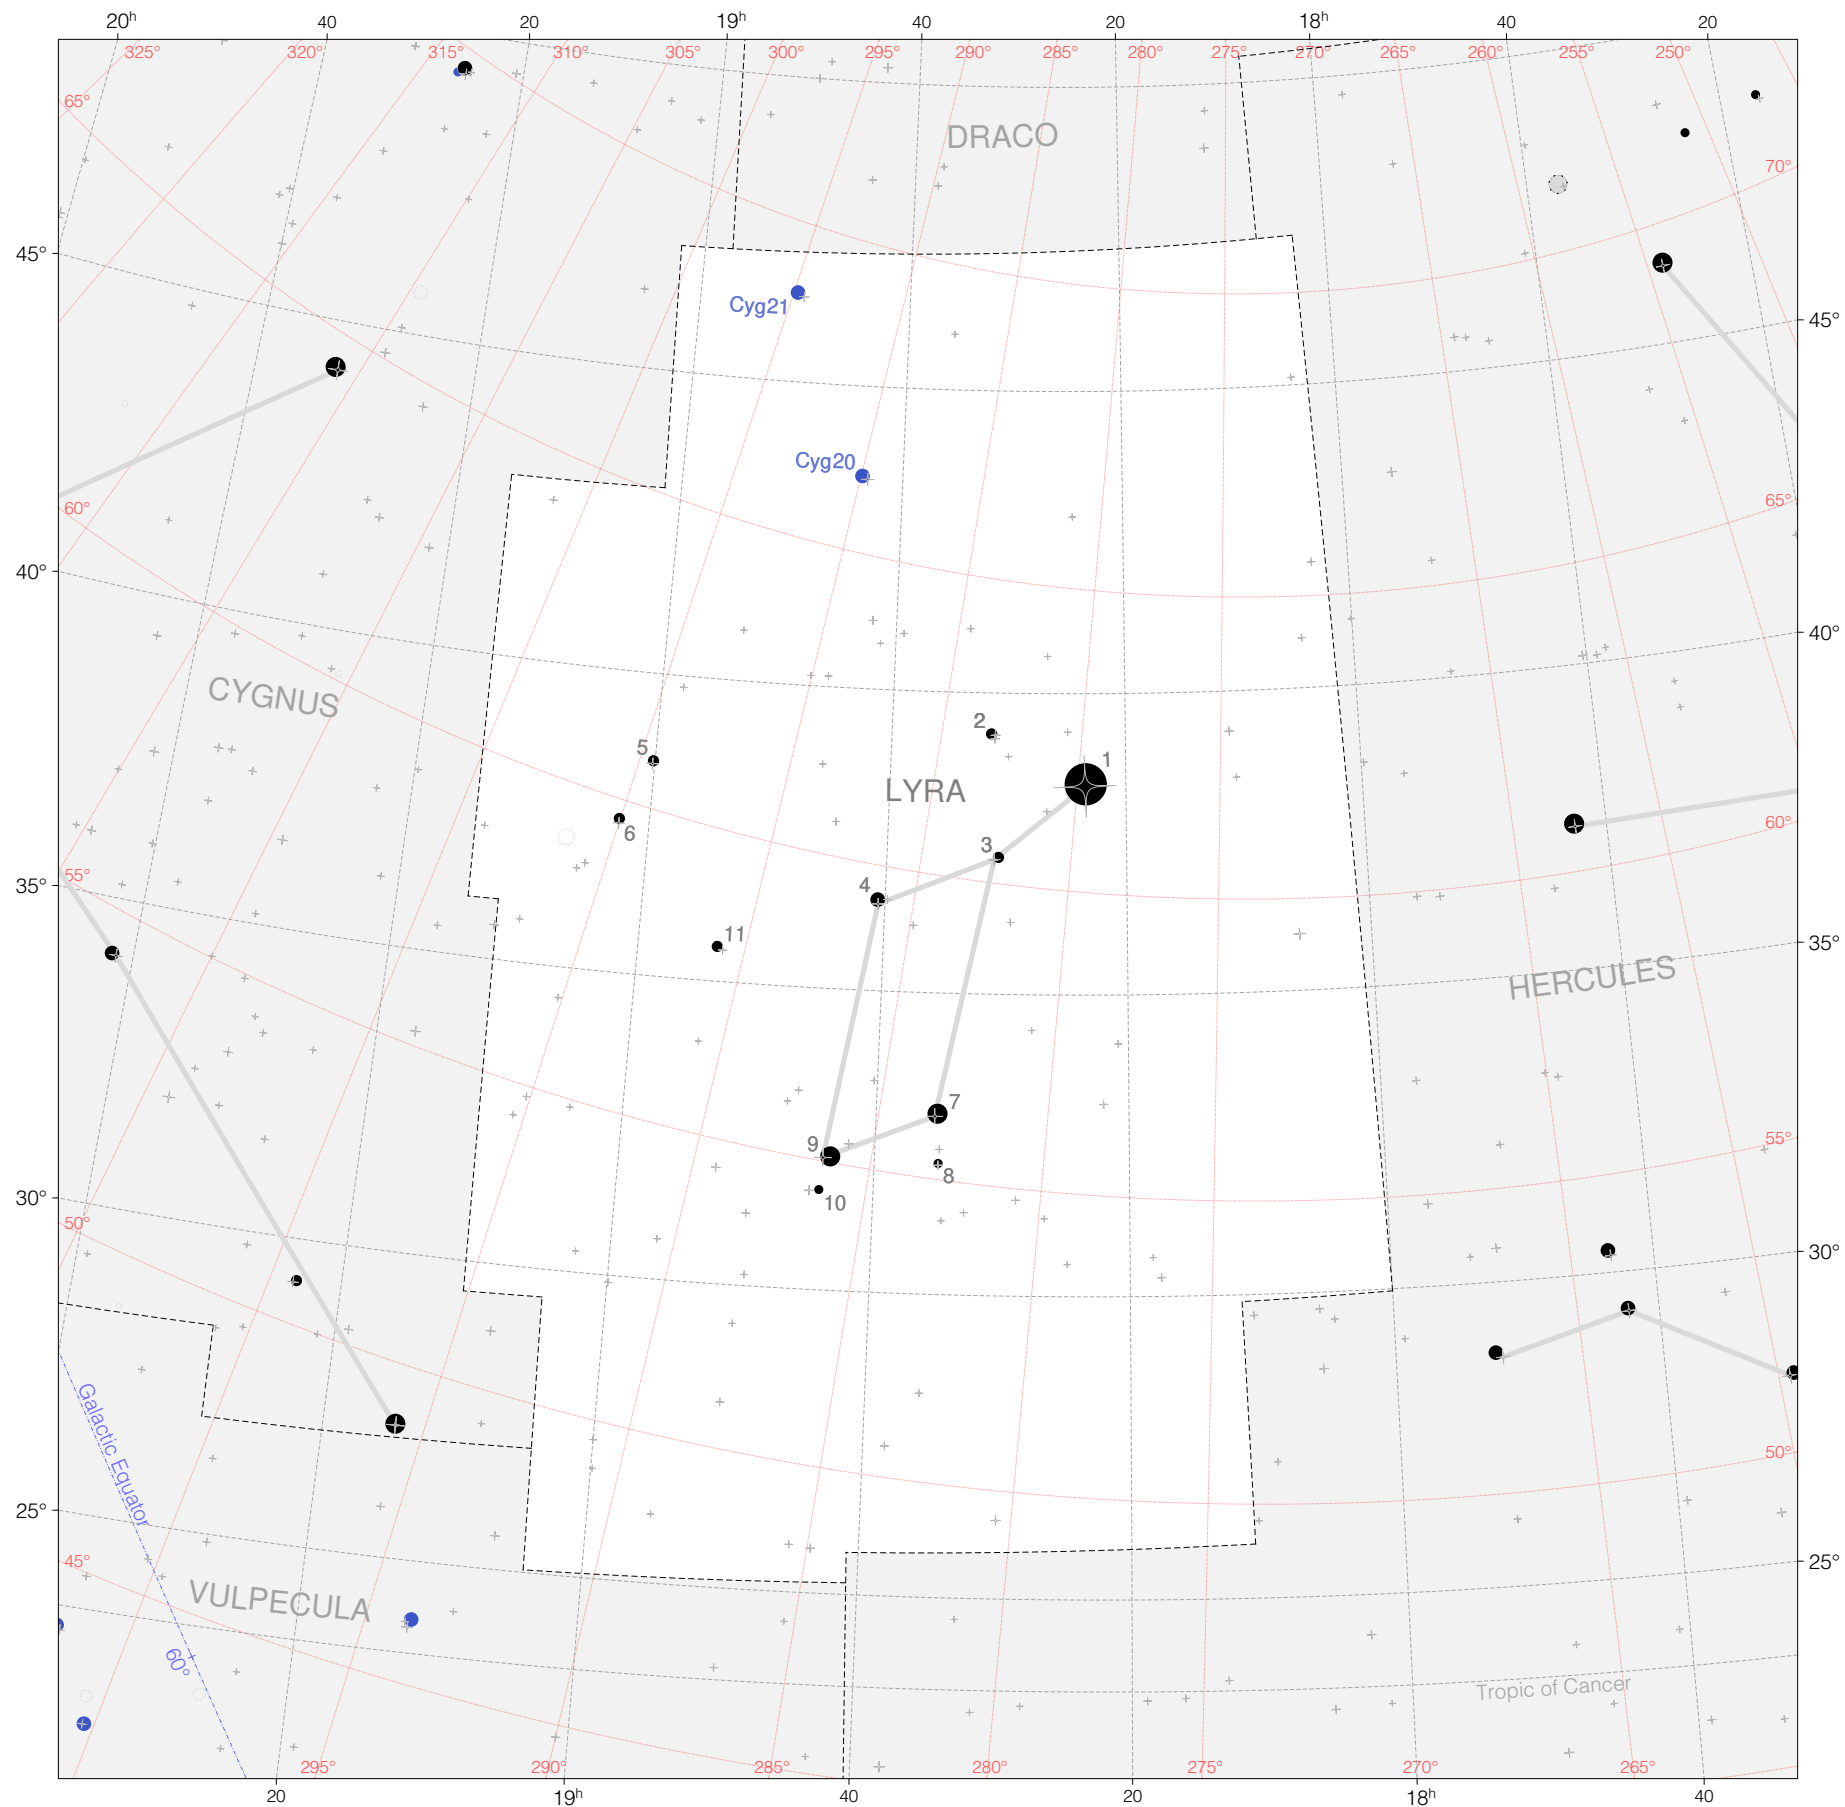 20h 40 20 19h 40 20 18h 40 20
325° 320° 315° 310° 305° 300° 295° 290° 285° 280° 275° 270° 265° 260° 255° 250°
65°
DRACO
70°
45°
Cyg21
45°
Cyg20
60°
65°
40°
40°
CYGNUS
2
5
1
LYRA
6
60°
3
55°
4
35°
11
35°
HERCULES
7
55°
9
8
30°
10
50°
30°
Galactic Equator
50°
25°
45°
25°
VULPECULA
60°
Tropic of Cancer
295° 290° 285° 280° 275° 270° 265°
20 19h 40 20 18h 40